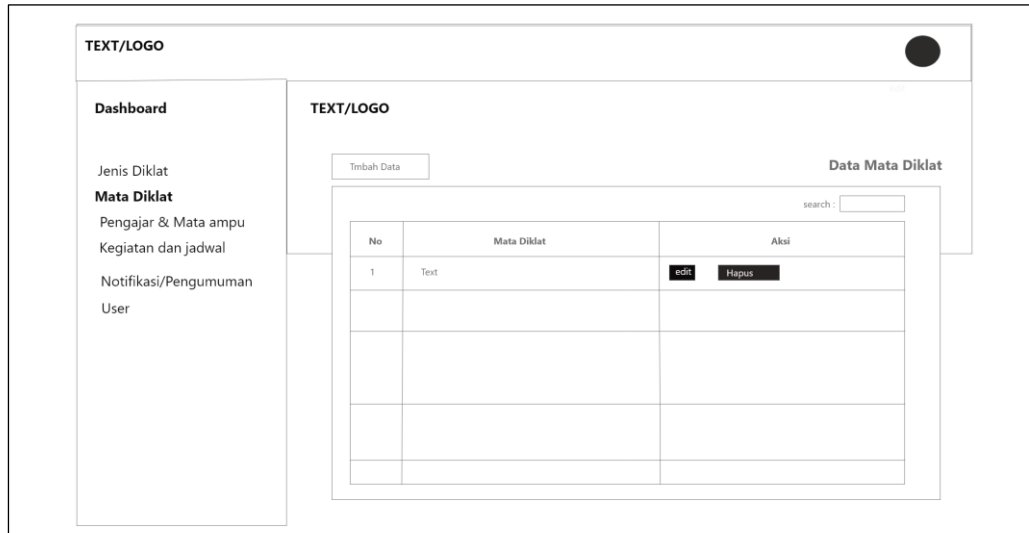 TEXT/LOGO
Dashboard
Jenis Diklat
Mata Diklat
Pengajar & Mata ampu
Kegiatan dan jadwal
Notifikasi/Pengumuman
User
TEXT/LOGO
Tmbah Data
Data Mata Diklat
search :
No Mata Diklat Aksi
1 Text edit Hapus